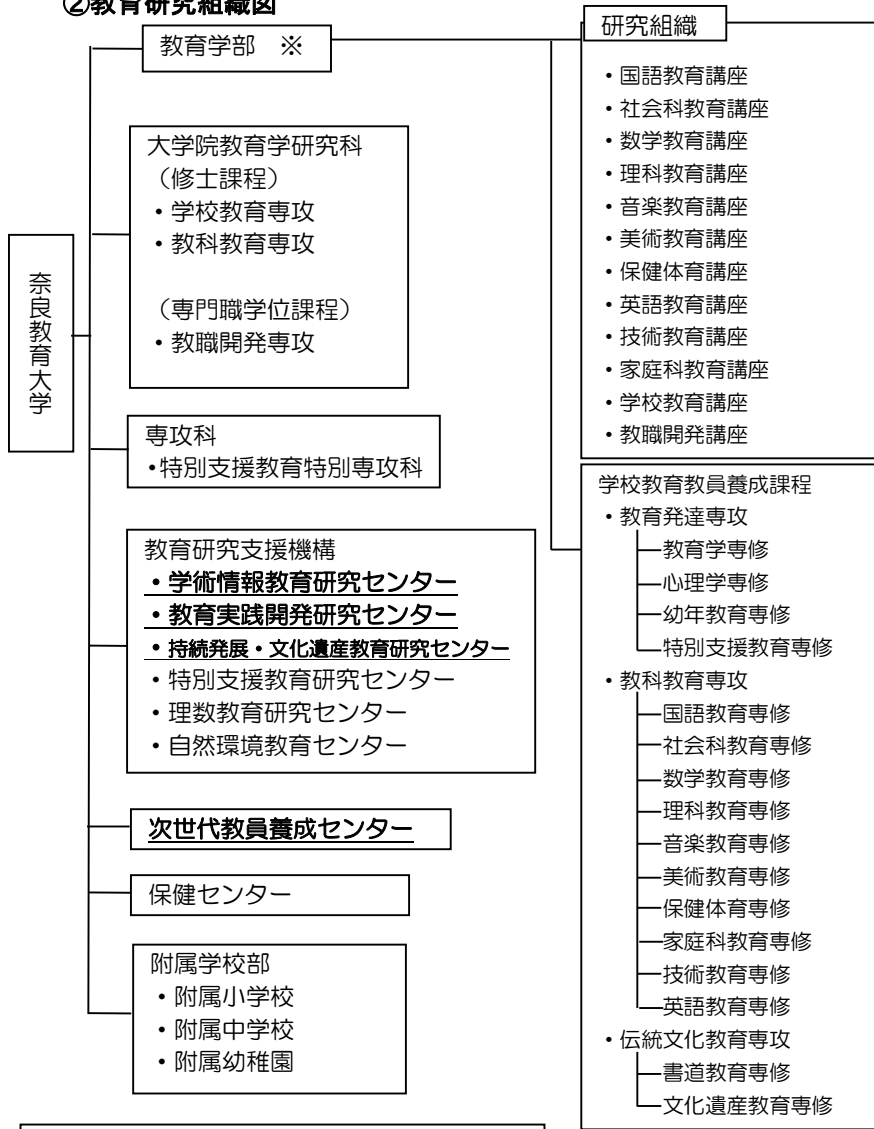 ②教育研究組織図
奈良教育大学
教育学部　※
大学院教育学研究科
（修士課程）
・学校教育専攻
・教科教育専攻
（専門職学位課程）
・教職開発専攻
専攻科
・特別支援教育特別専攻科
教育研究支援機構
・学術情報教育研究センター
・教育実践開発研究センター
・持続発展・文化遺産教育研究センター
・特別支援教育研究センター
・理数教育研究センター
・自然環境教育センター
次世代教員養成センター
保健センター
附属学校部
・附属小学校
・附属中学校
・附属幼稚園
研究組織
・国語教育講座
・社会科教育講座
・数学教育講座
・理科教育講座
・音楽教育講座
・美術教育講座
・保健体育講座
・英語教育講座
・技術教育講座
・家庭科教育講座
・学校教育講座
・教職開発講座
学校教育教員養成課程
・教育発達専攻
教育学専修
心理学専修
幼年教育専修
特別支援教育専修
・教科教育専攻
国語教育専修
社会科教育専修
数学教育専修
理科教育専修
音楽教育専修
美術教育専修
保健体育専修
家庭科教育専修
技術教育専修
英語教育専修
・伝統文化教育専攻
書道教育専修
文化遺産教育専修